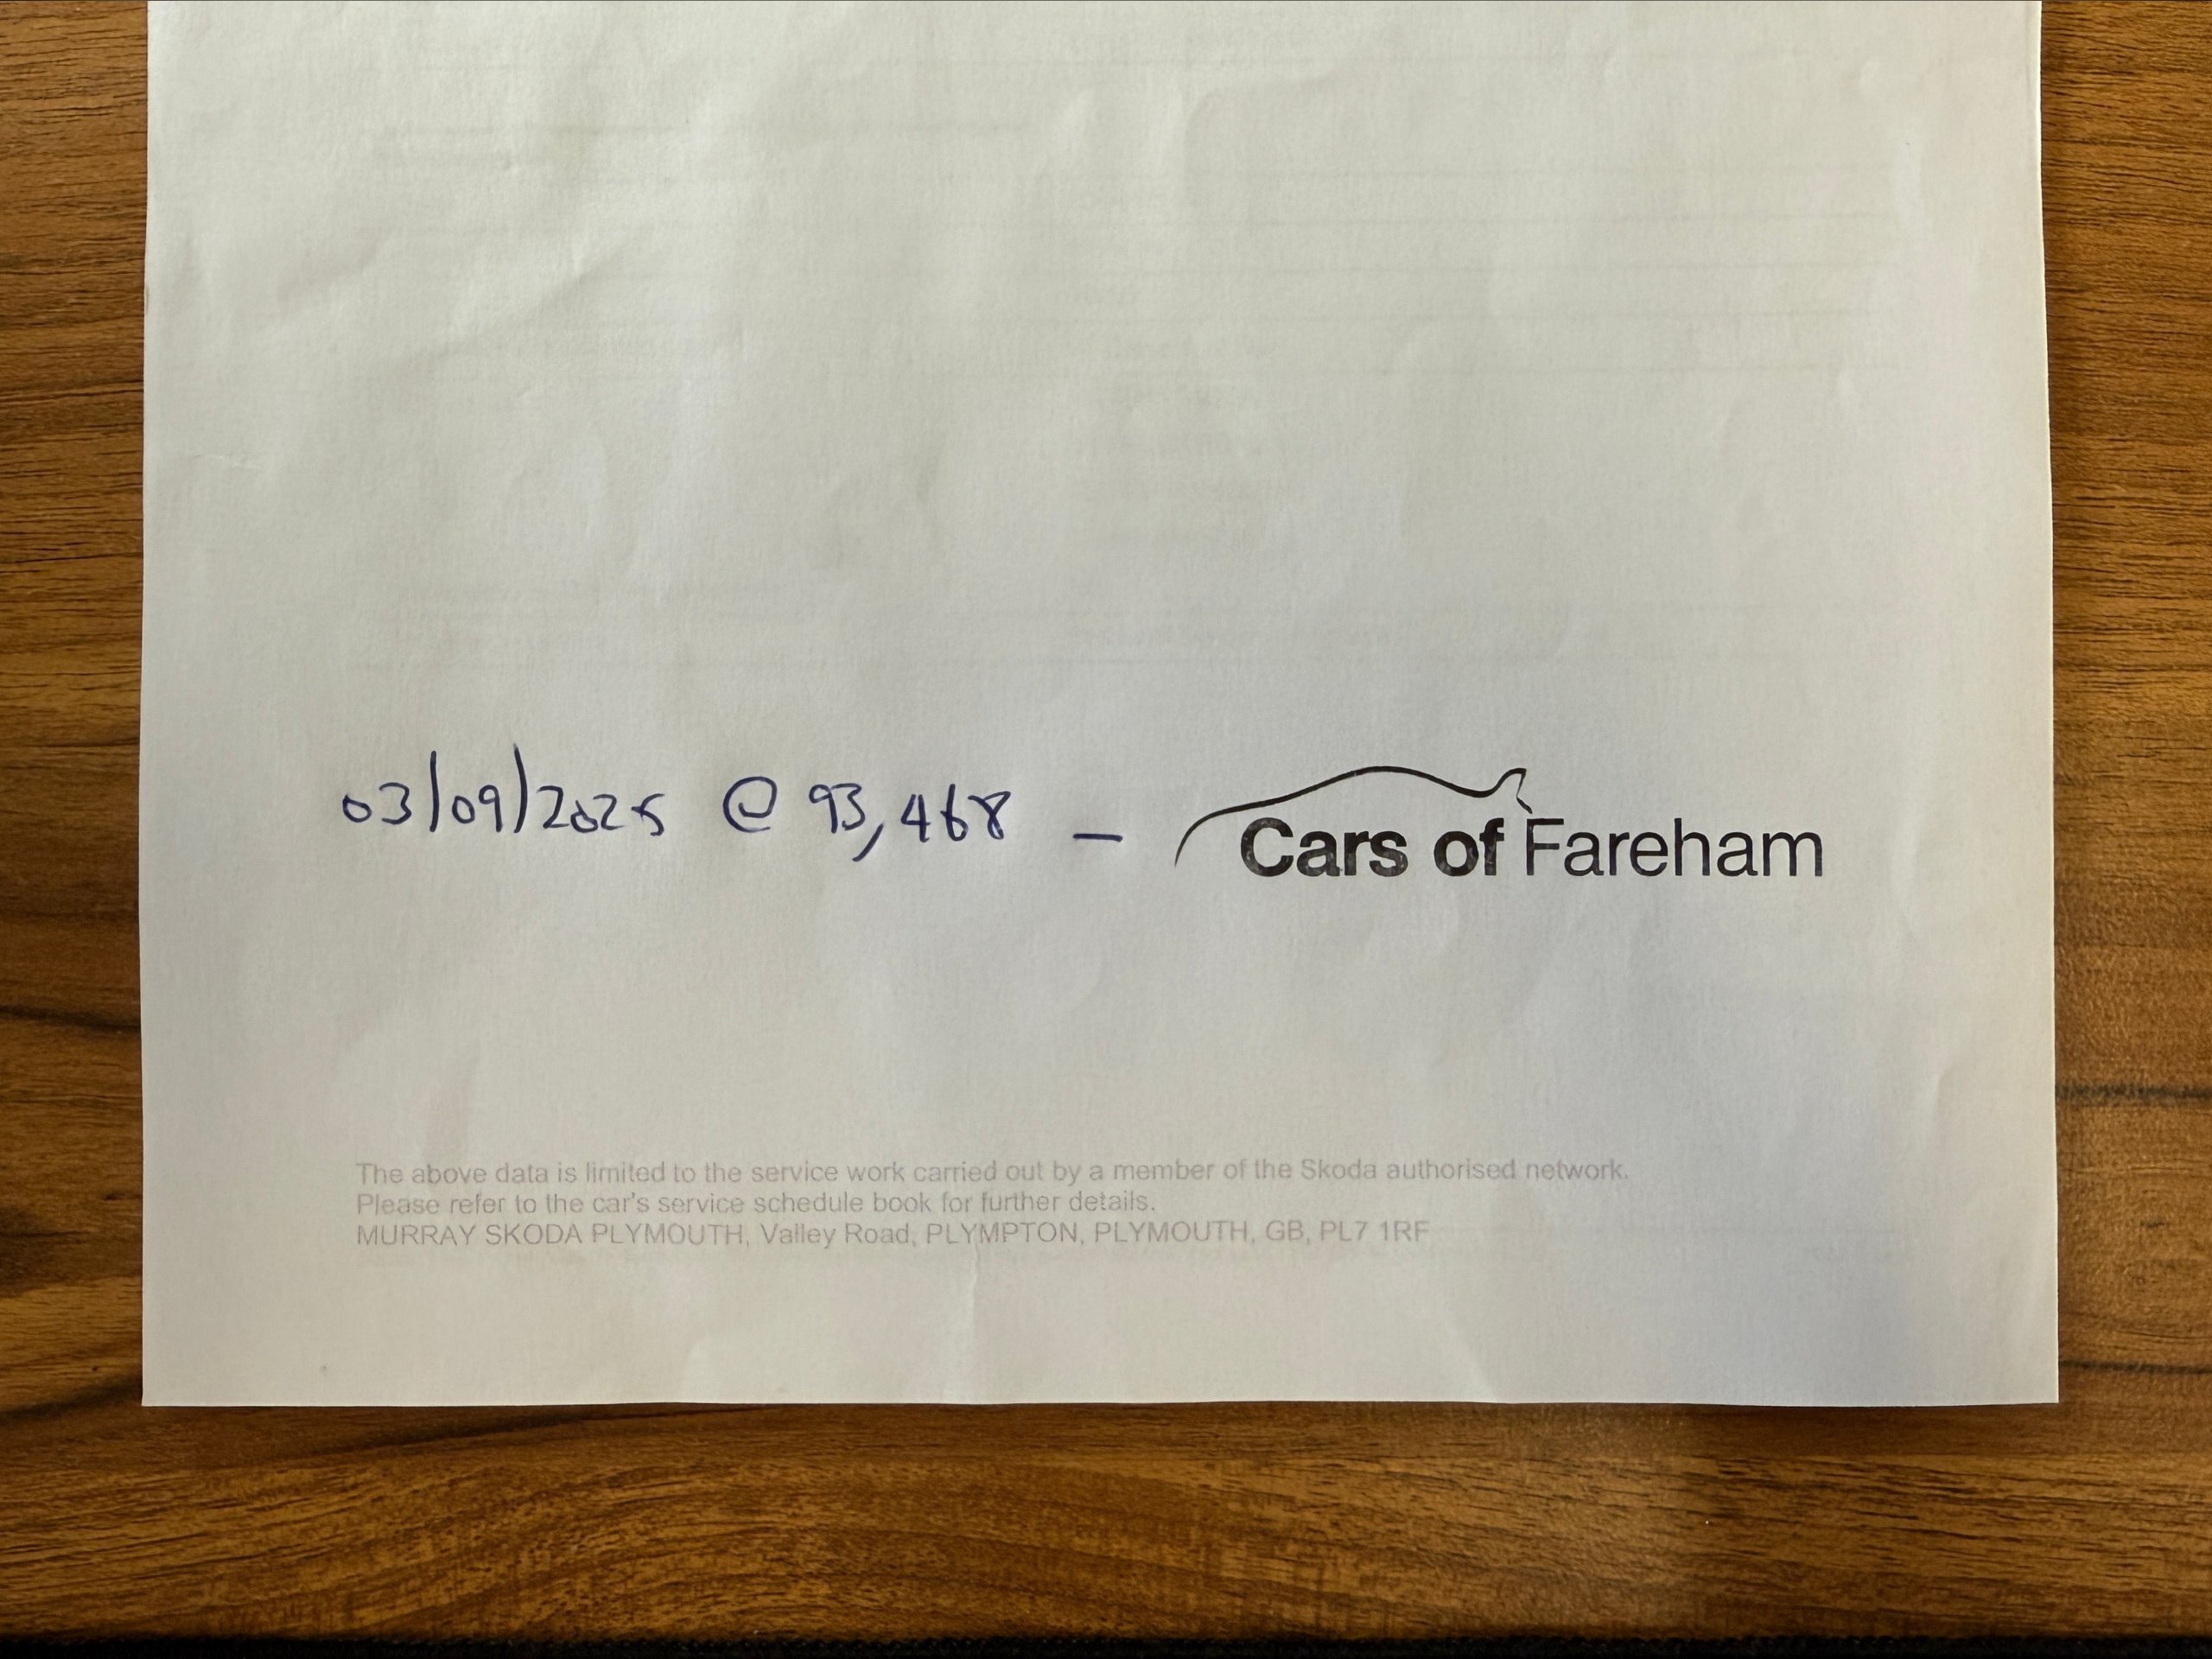 03/09/2025 @ 93,468 – Cars of Fareham
The above data is limited to the service work carried out by a member of the Skoda authorised network.
Please refer to the car's service schedule book for further details.
MURRAY SKODA PLYMOUTH, Valley Road, PLYMPTON, PLYMOUTH, GB, PL7 1RF